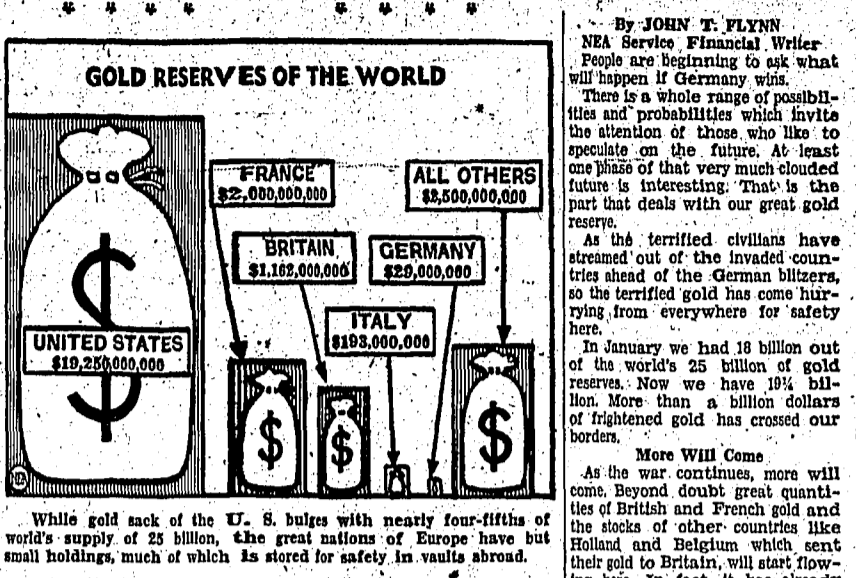 GOLD RESERVES OF THE WORLD
FRANCE
$2,000,000,000
ALL OTHERS
BRITAIN
$1,162,000,000
GERMANY
$29,000,000
ITALY
$193,000,000
UNITED STATES
$19,250,000,000
NEA
While gold sack of the U. S. bulges with nearly four-fifths of
world's supply of 25 billion, the great nations of Europe have but
small holdings, much of which is stored for safety in vaults abroad.
By JOHN T. FLYNN
NEA Service Financial Writer
People are beginning to ask what
will happen if Germany wins.
There is a whole range of possibil-
ities and probabilities which invite
the attention of those who like to
speculate on the future. At least
one phase of that very much clouded
future is interesting. That is the
part that deals with our great gold
reserve.
As the terrified civilians have
streamed out of the invaded coun-
tries ahead of the German blitzers,
so the terrified gold has come hur-
rying from everywhere for safety
here.
In January we had 18 billion out
of the world's 25 billion of gold
reserves. Now we have 19¼ bil-
lion. More than a billion dollars
of frightened gold has crossed our
borders.
More Will Come
As the war continues, more will
come. Beyond doubt great quanti-
ties of British and French gold and
the stocks of other countries like
Holland and Belgium which sent
their gold to Britain, will start flow-